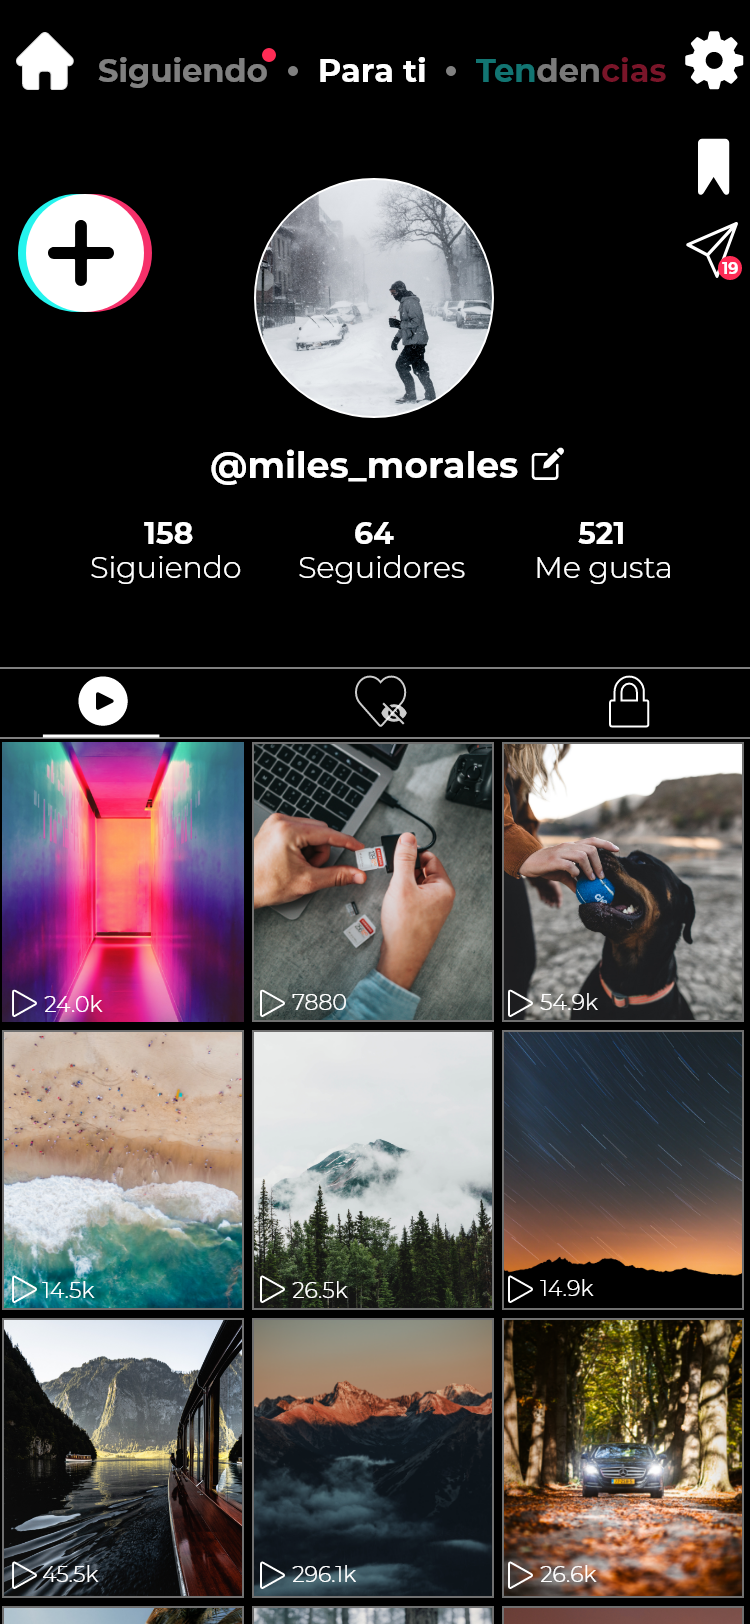 Siguiendo • Para ti • Tendencias
19
@miles_morales
158 64 521
Siguiendo Seguidores Me gusta
24.0k 7880 54.9k
14.5k 26.5k 14.9k
45.5k 296.1k 26.6k